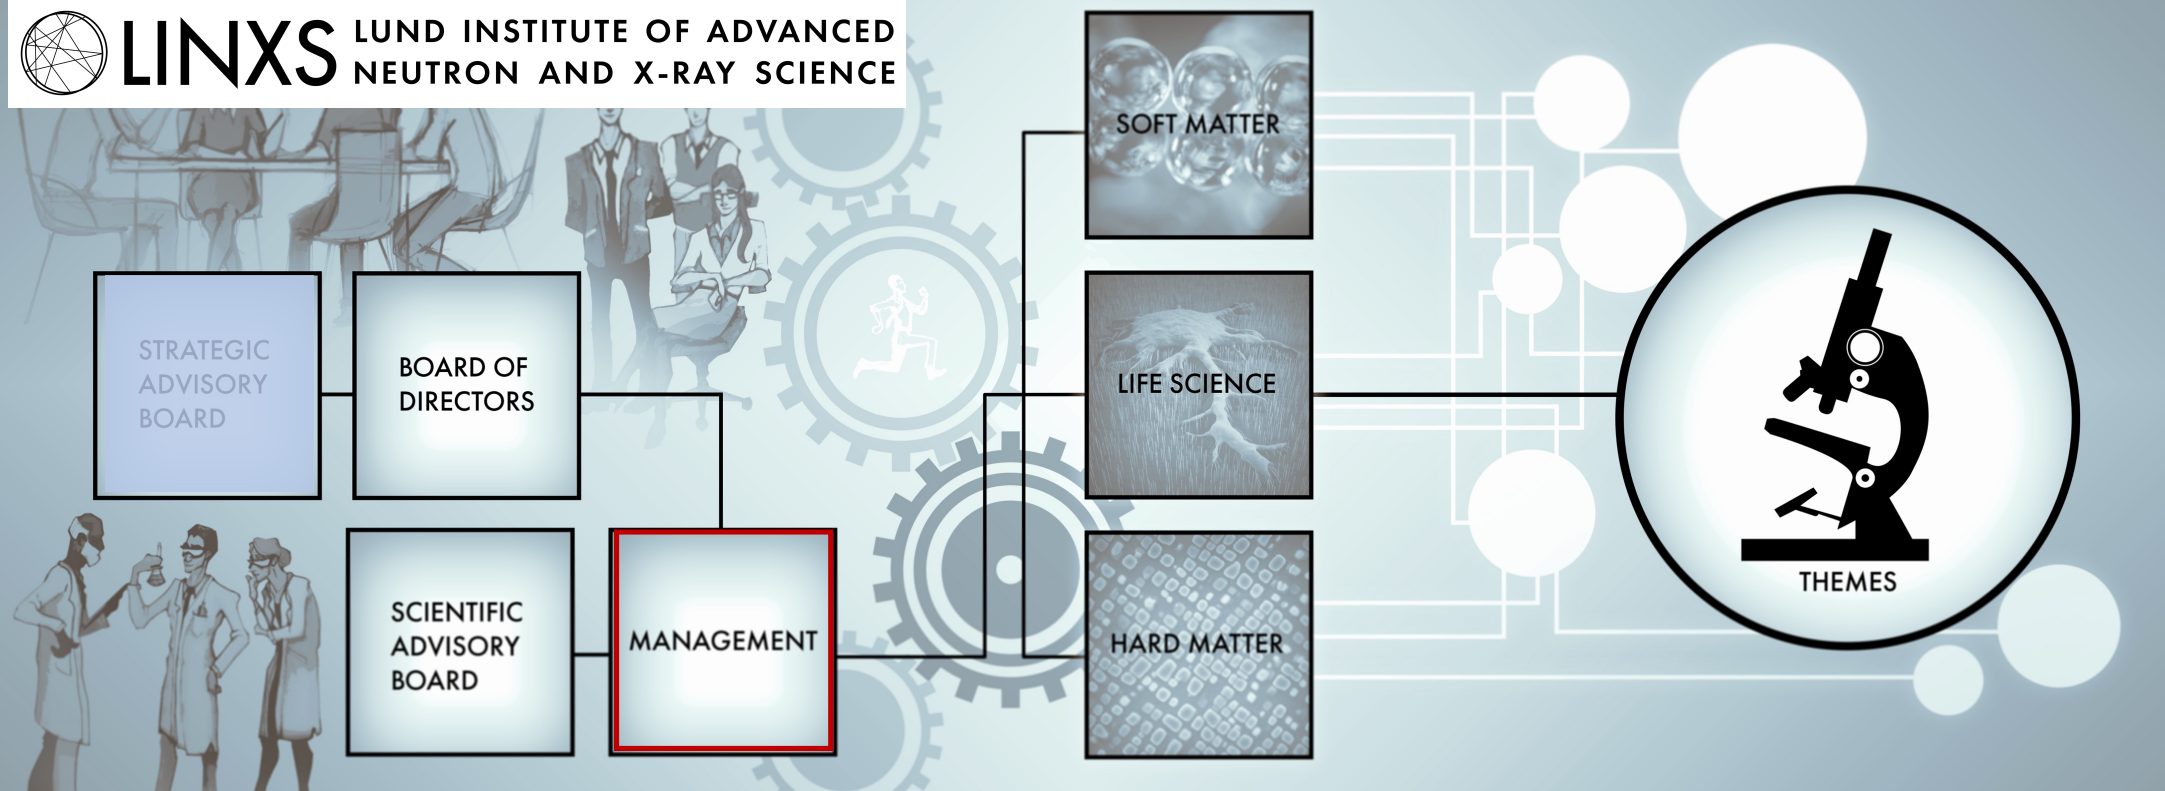 LINXS
LUND INSTITUTE OF ADVANCED
NEUTRON AND X-RAY SCIENCE
STRATEGIC
ADVISORY
BOARD
BOARD OF
DIRECTORS
SCIENTIFIC
ADVISORY
BOARD
MANAGEMENT
SOFT MATTER
LIFE SCIENCE
HARD MATTER
THEMES